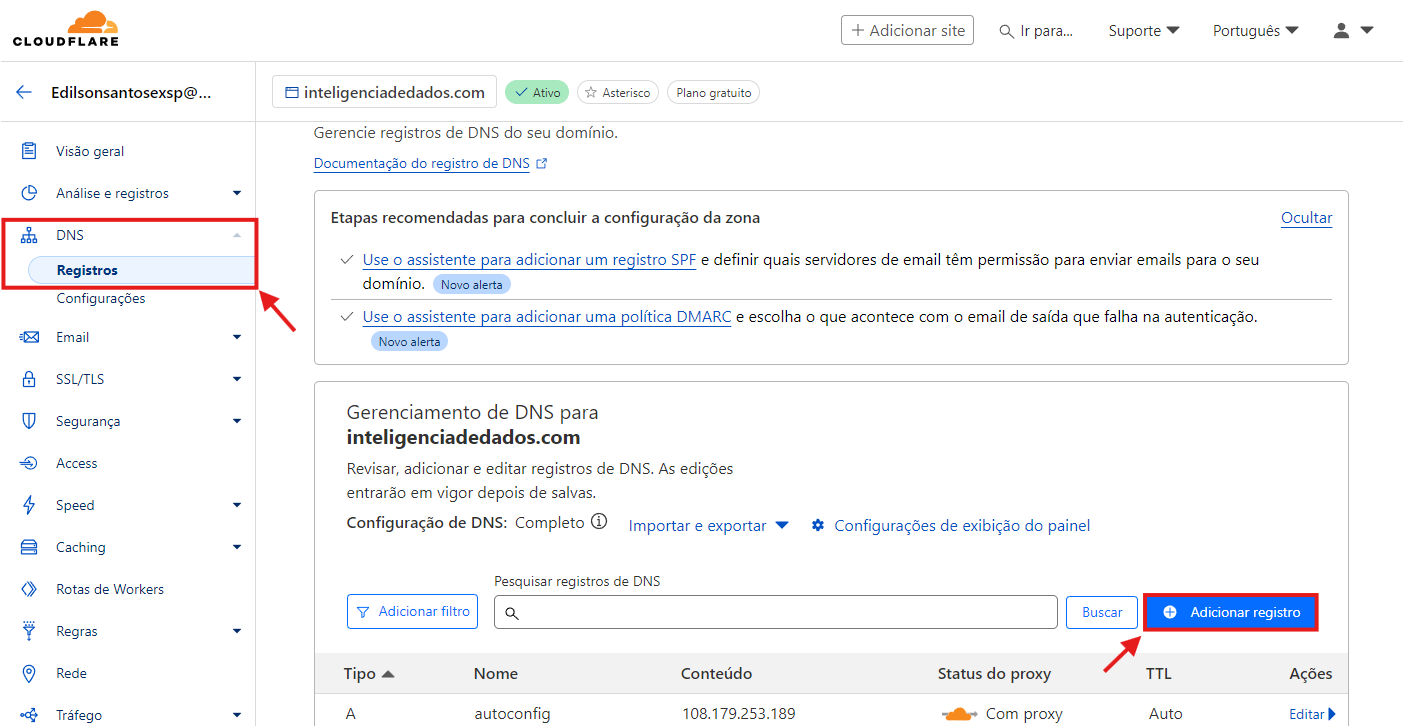 CLOUDFLARE
Adicionar site
Ir para...
Suporte
Português
Edilsonsantosexsp@...
inteligenciadedados.com
Ativo
Asterisco
Plano gratuito
Visão geral
Análise e registros
DNS
Registros
Configurações
Email
SSL/TLS
Segurança
Access
Speed
Caching
Rotas de Workers
Regras
Rede
Tráfego
Gerencie registros de DNS do seu domínio.
Documentação do registro de DNS
Etapas recomendadas para concluir a configuração da zona
Ocultar
Use o assistente para adicionar um registro SPF e definir quais servidores de email têm permissão para enviar emails para o seu
domínio. Novo alerta
Use o assistente para adicionar uma política DMARC e escolha o que acontece com o email de saída que falha na autenticação.
Novo alerta
Gerenciamento de DNS para
inteligenciadedados.com
Revisar, adicionar e editar registros de DNS. As edições
entrarão em vigor depois de salvas.
Configuração de DNS: Completo
Importar e exportar
Configurações de exibição do painel
Pesquisar registros de DNS
Adicionar filtro
Buscar
Adicionar registro
Tipo Nome Conteúdo Status do proxy TTL Ações
A autoconfig 108.179.253.189 Com proxy Auto Editar